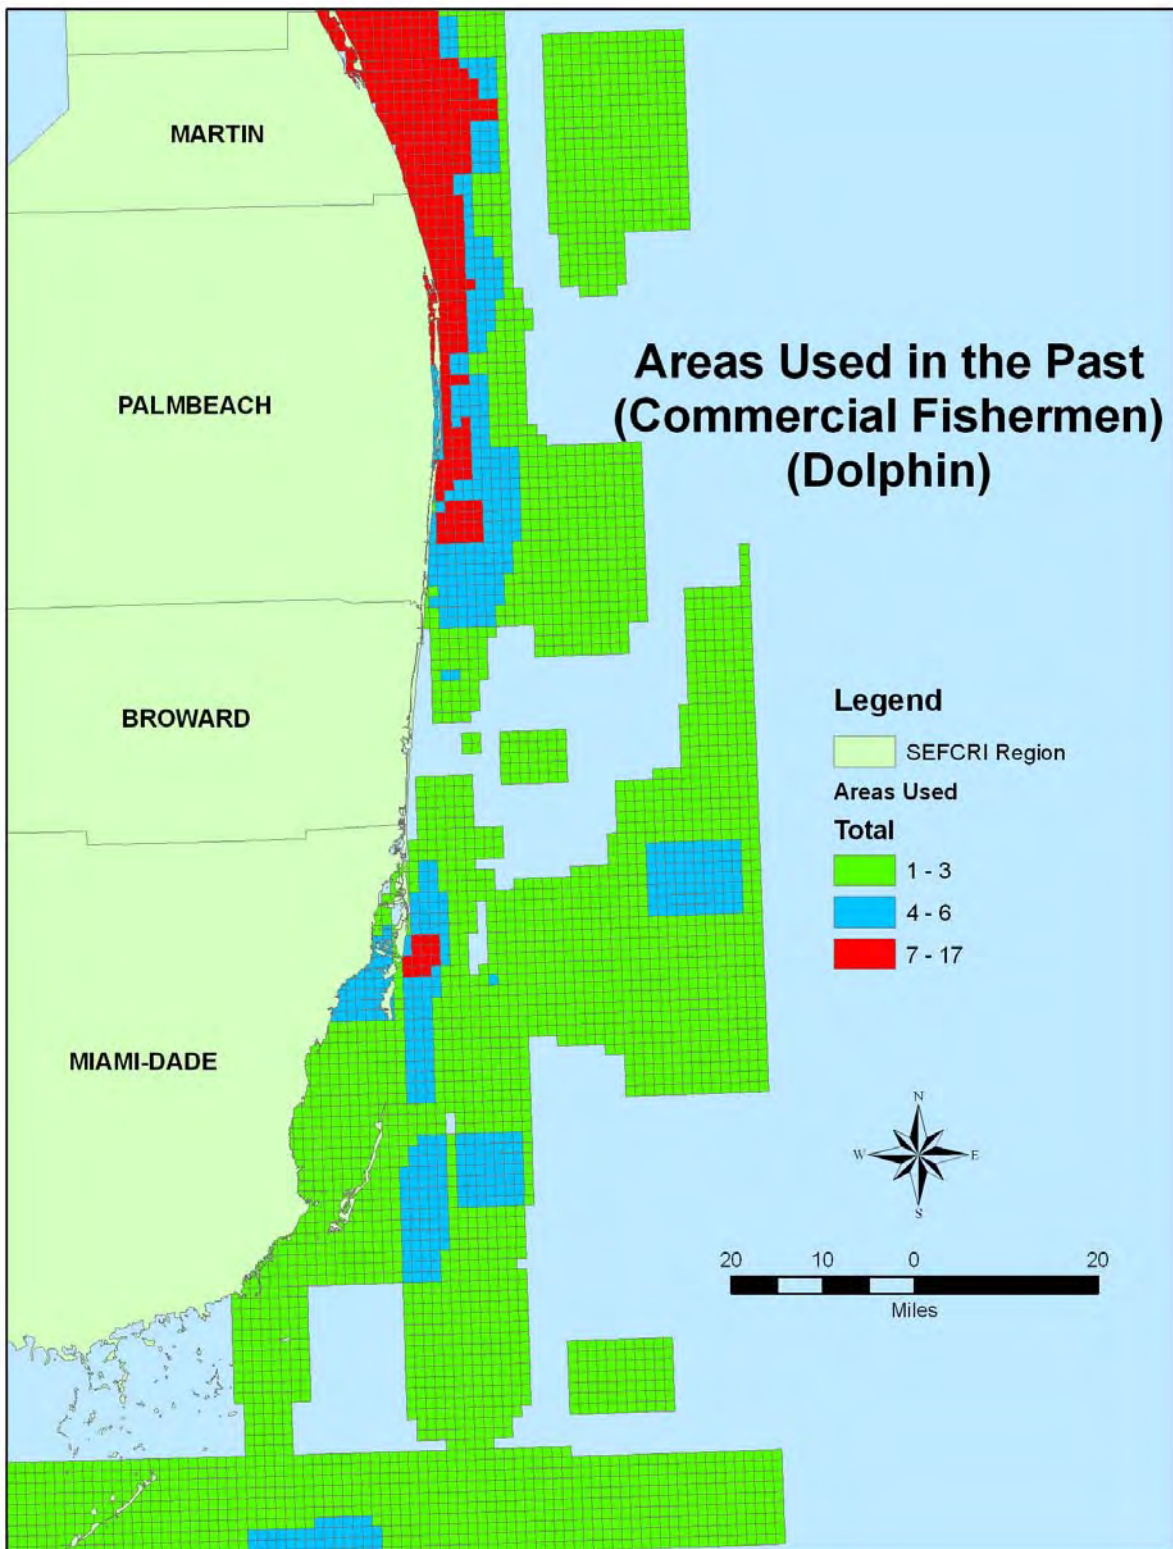 MARTIN
Areas Used in the Past
(Commercial Fishermen)
(Dolphin)
PALMBEACH
BROWARD
Legend
SEFCRI Region
Areas Used
Total
1 - 3
4 - 6
7 - 17
MIAMI-DADE
N
W E
S
20 10 0 20
Miles